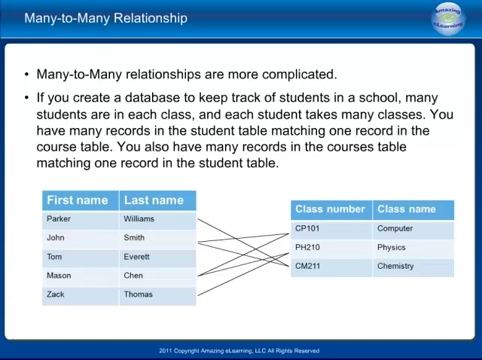 Many-to-Many Relationship
Amazing
eLearning
• Many-to-Many relationships are more complicated.
• If you create a database to keep track of students in a school, many
students are in each class, and each student takes many classes. You
have many records in the student table matching one record in the
course table. You also have many records in the courses table
matching one record in the student table.
First name Last name
Parker Williams
John Smith
Tom Everett
Mason Chen
Zack Thomas
Class number Class name
CP101 Computer
PH210 Physics
CM211 Chemistry
2011 Copyright Amazing eLearning, LLC All Rights Reserved